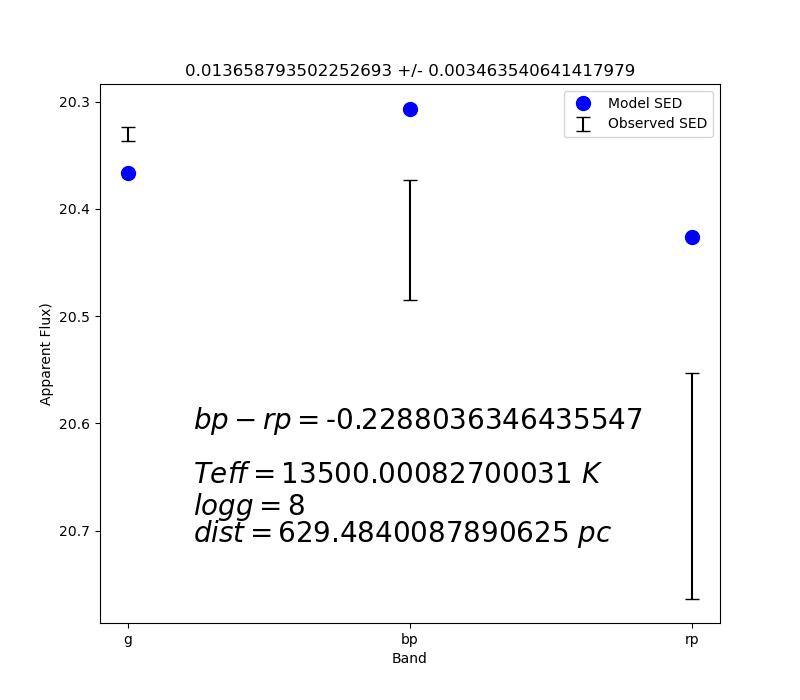 0.013658793502252693 +/- 0.003463540641417979
Model SED
Observed SED
20.3
20.4
20.5
20.6
20.7
Apparent Flux)
bp − rp = -0.2288036346435547
Teff = 13500.00082700031 K
logg = 8
dist = 629.4840087890625 pc
g
bp
rp
Band